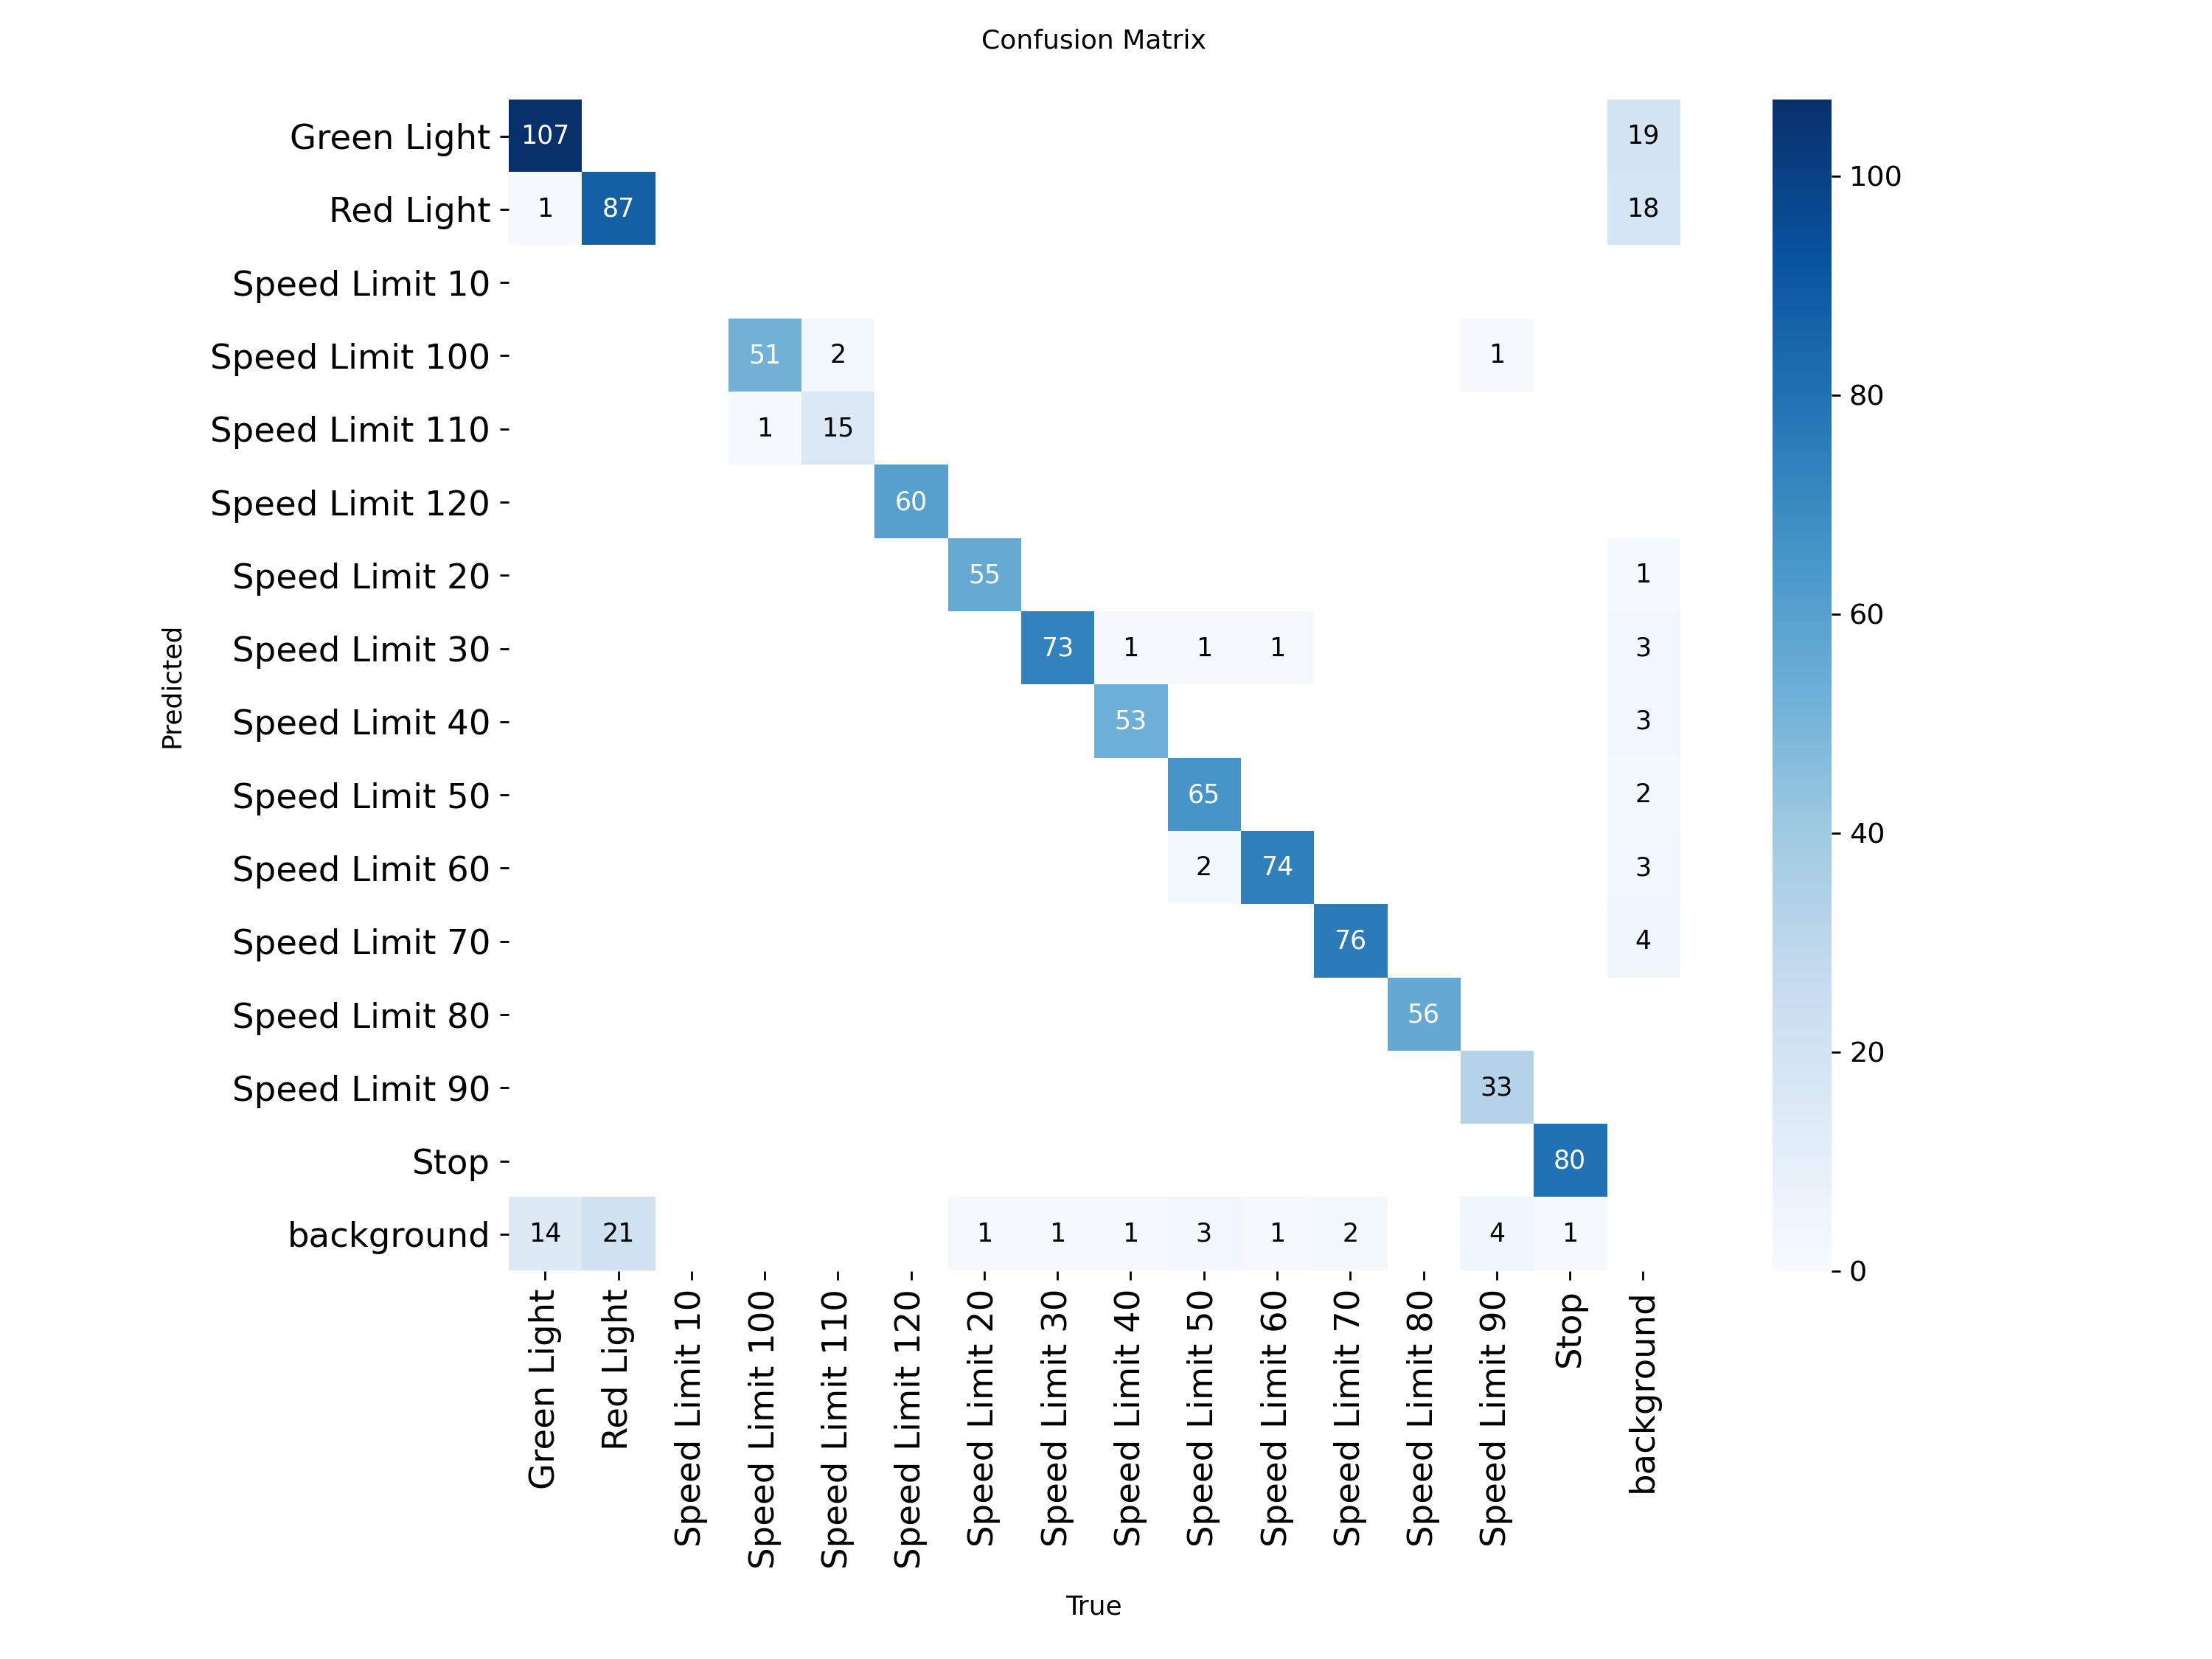 Confusion Matrix
Green Light 107 19
Red Light 1 87 18
Speed Limit 10
Speed Limit 100 51 2 1
Speed Limit 110 1 15
Speed Limit 120 60
Speed Limit 20 55 1
Speed Limit 30 73 1 1 1 3
Speed Limit 40 53 3
Speed Limit 50 65 2
Speed Limit 60 2 74 3
Speed Limit 70 76 4
Speed Limit 80 56
Speed Limit 90 33
Stop 80
background 14 21 1 1 1 3 1 2 4 1
Predicted
Green Light
Red Light
Speed Limit 10
Speed Limit 100
Speed Limit 110
Speed Limit 120
Speed Limit 20
Speed Limit 30
Speed Limit 40
Speed Limit 50
Speed Limit 60
Speed Limit 70
Speed Limit 80
Speed Limit 90
Stop
background
True
100
80
60
40
20
0